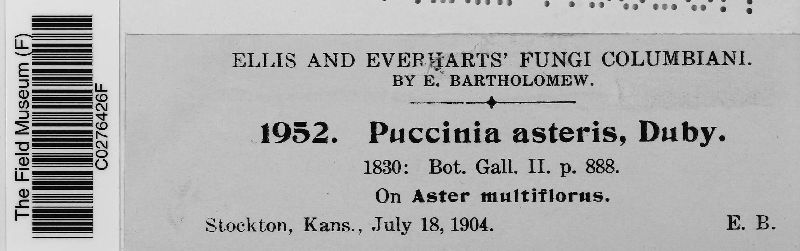 The Field Museum (F)
C0276426F
ELLIS AND EVERHARTS' FUNGI COLUMBIANI.
BY E. BARTHOLOMEW.
1952. Puccinia asteris, Duby.
1830: Bot. Gall. II. p. 888.
On Aster multiflorus.
Stockton, Kans., July 18, 1904. E. B.